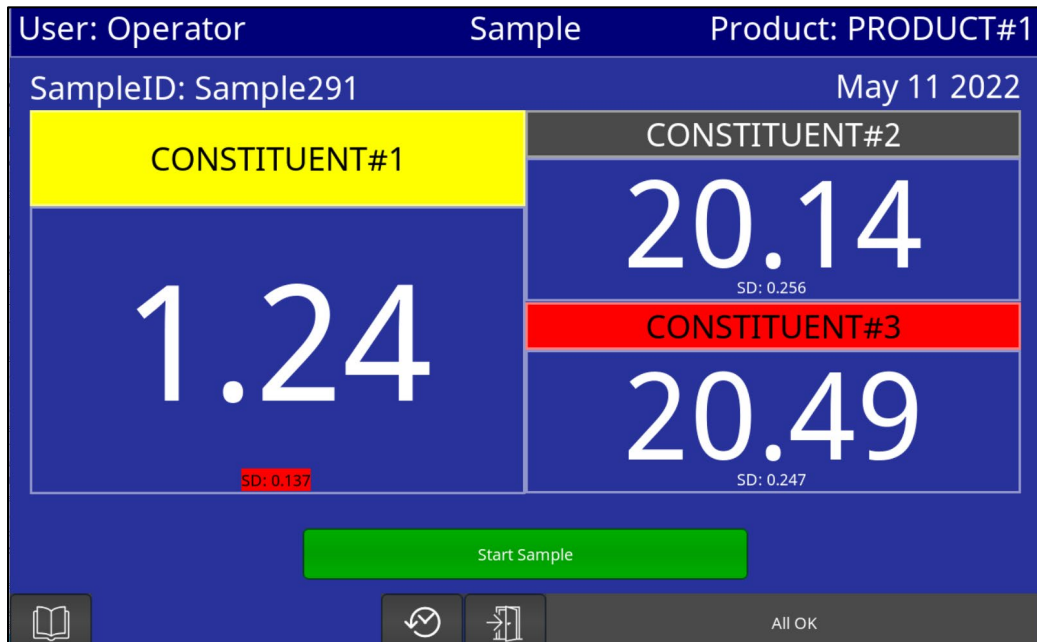 User: Operator Sample Product: PRODUCT#1
SampleID: Sample291 May 11 2022
CONSTITUENT#1
1.24
SD: 0.137
CONSTITUENT#2
20.14
SD: 0.256
CONSTITUENT#3
20.49
SD: 0.247
Start Sample
All OK